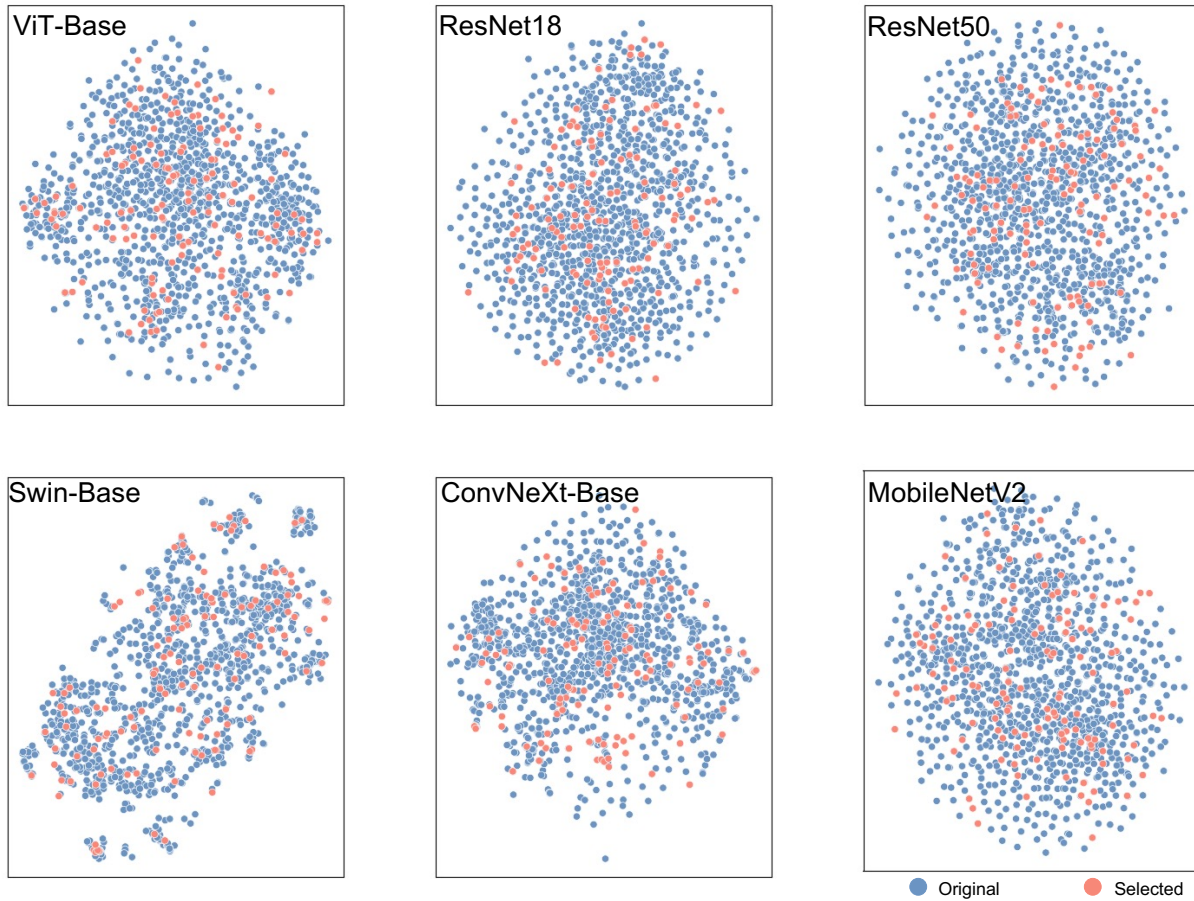 ViT-Base
ResNet18
ResNet50
Swin-Base
ConvNeXt-Base
MobileNetV2
Original
Selected